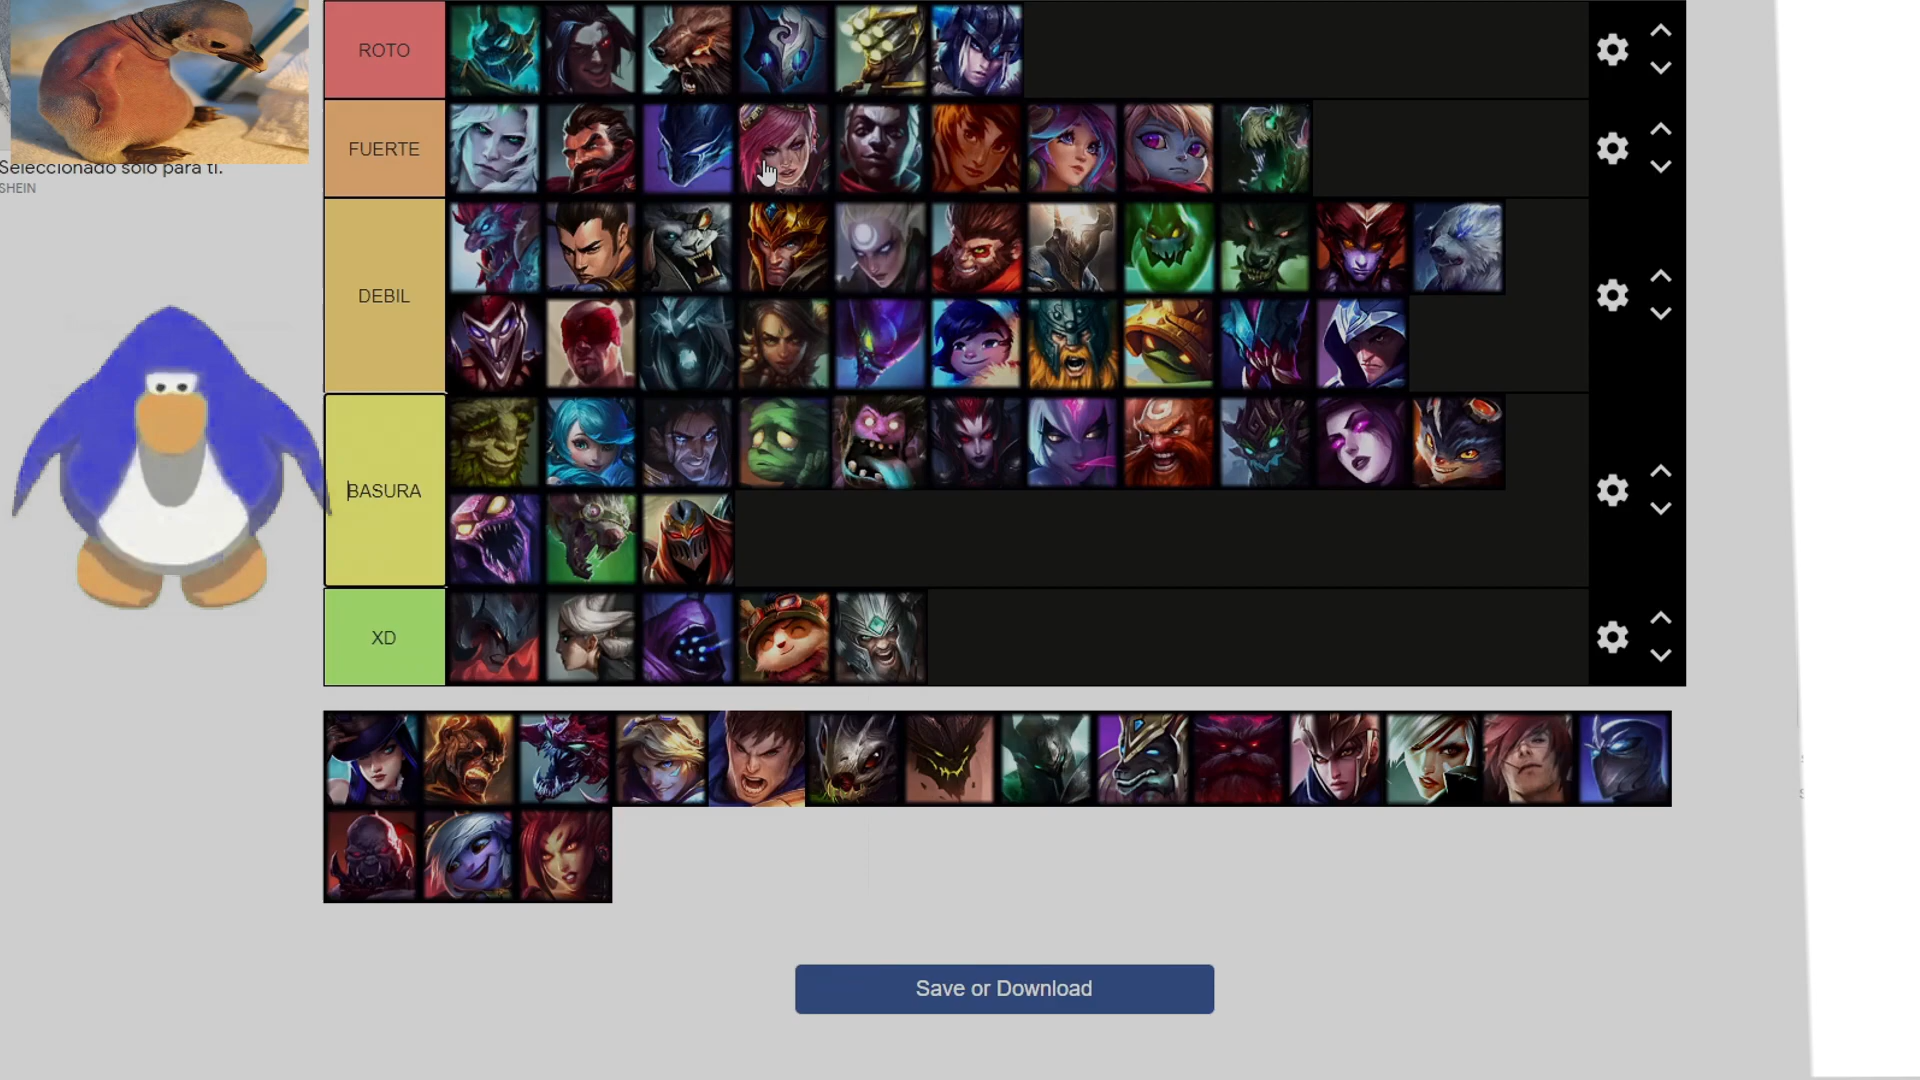 ROTO
FUERTE
Seleccionado solo para ti.
SHEIN
DEBIL
BASURA
XD
Save or Download